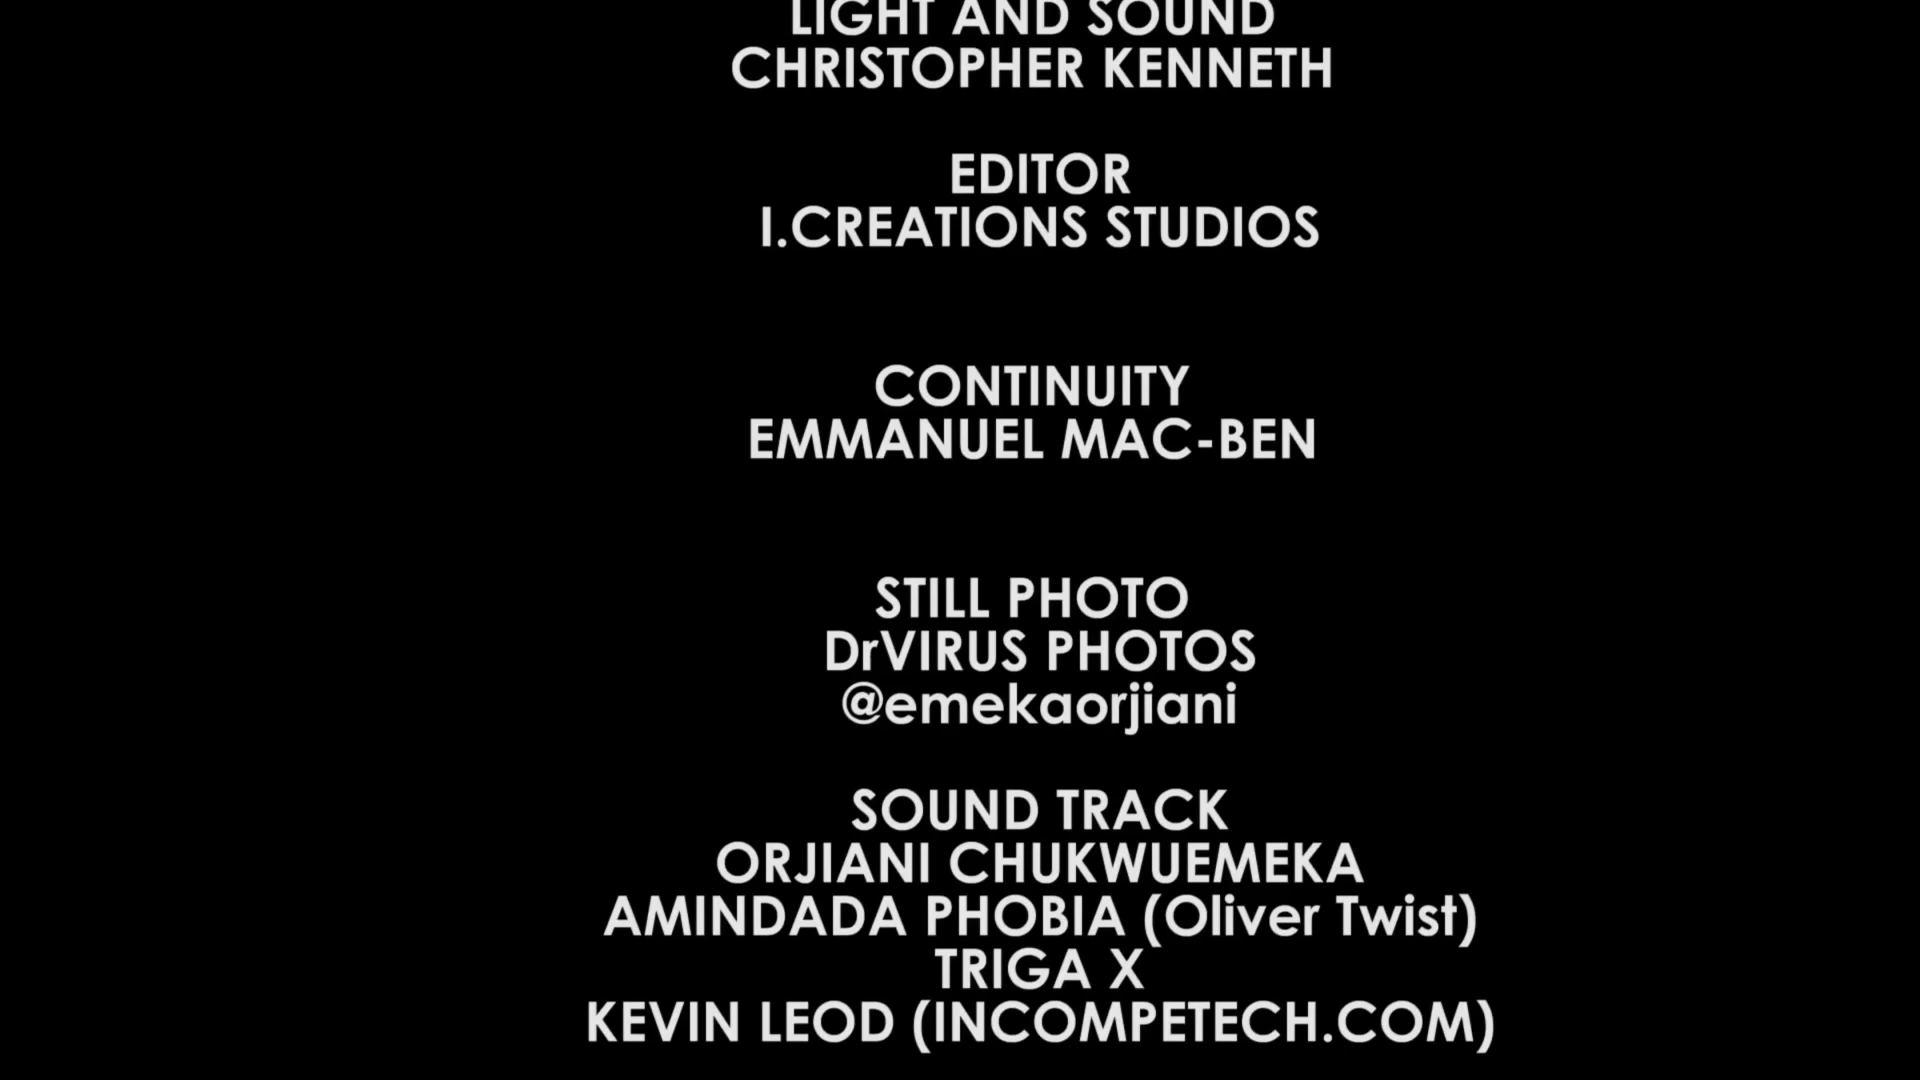 LIGHT AND SOUND
CHRISTOPHER KENNETH
EDITOR
I.CREATIONS STUDIOS
CONTINUITY
EMMANUEL MAC-BEN
STILL PHOTO
DrVIRUS PHOTOS
@emekaorjiani
SOUND TRACK
ORJIANI CHUKWUEMEKA
AMINDADA PHOBIA (Oliver Twist)
TRIGA X
KEVIN LEOD (INCOMPETECH.COM)